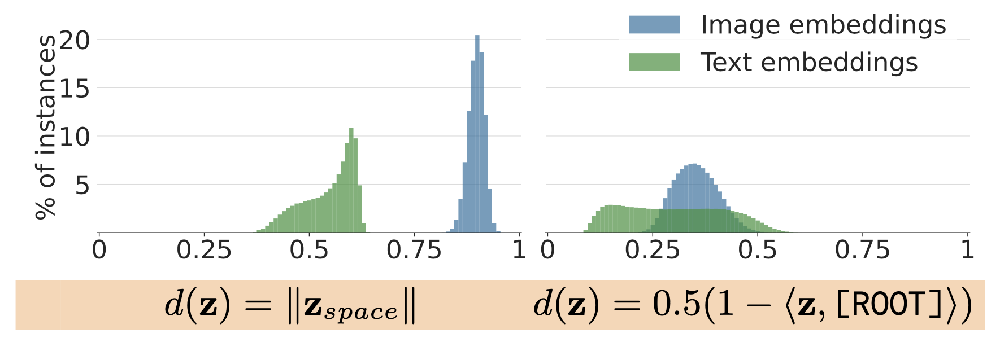 Image embeddings
Text embeddings
% of instances
20
15
10
5
0 0.25 0.5 0.75 1
0 0.25 0.5 0.75 1
d(z) = ||z_space||
d(z) = 0.5(1 − ⟨z, [ROOT]⟩)